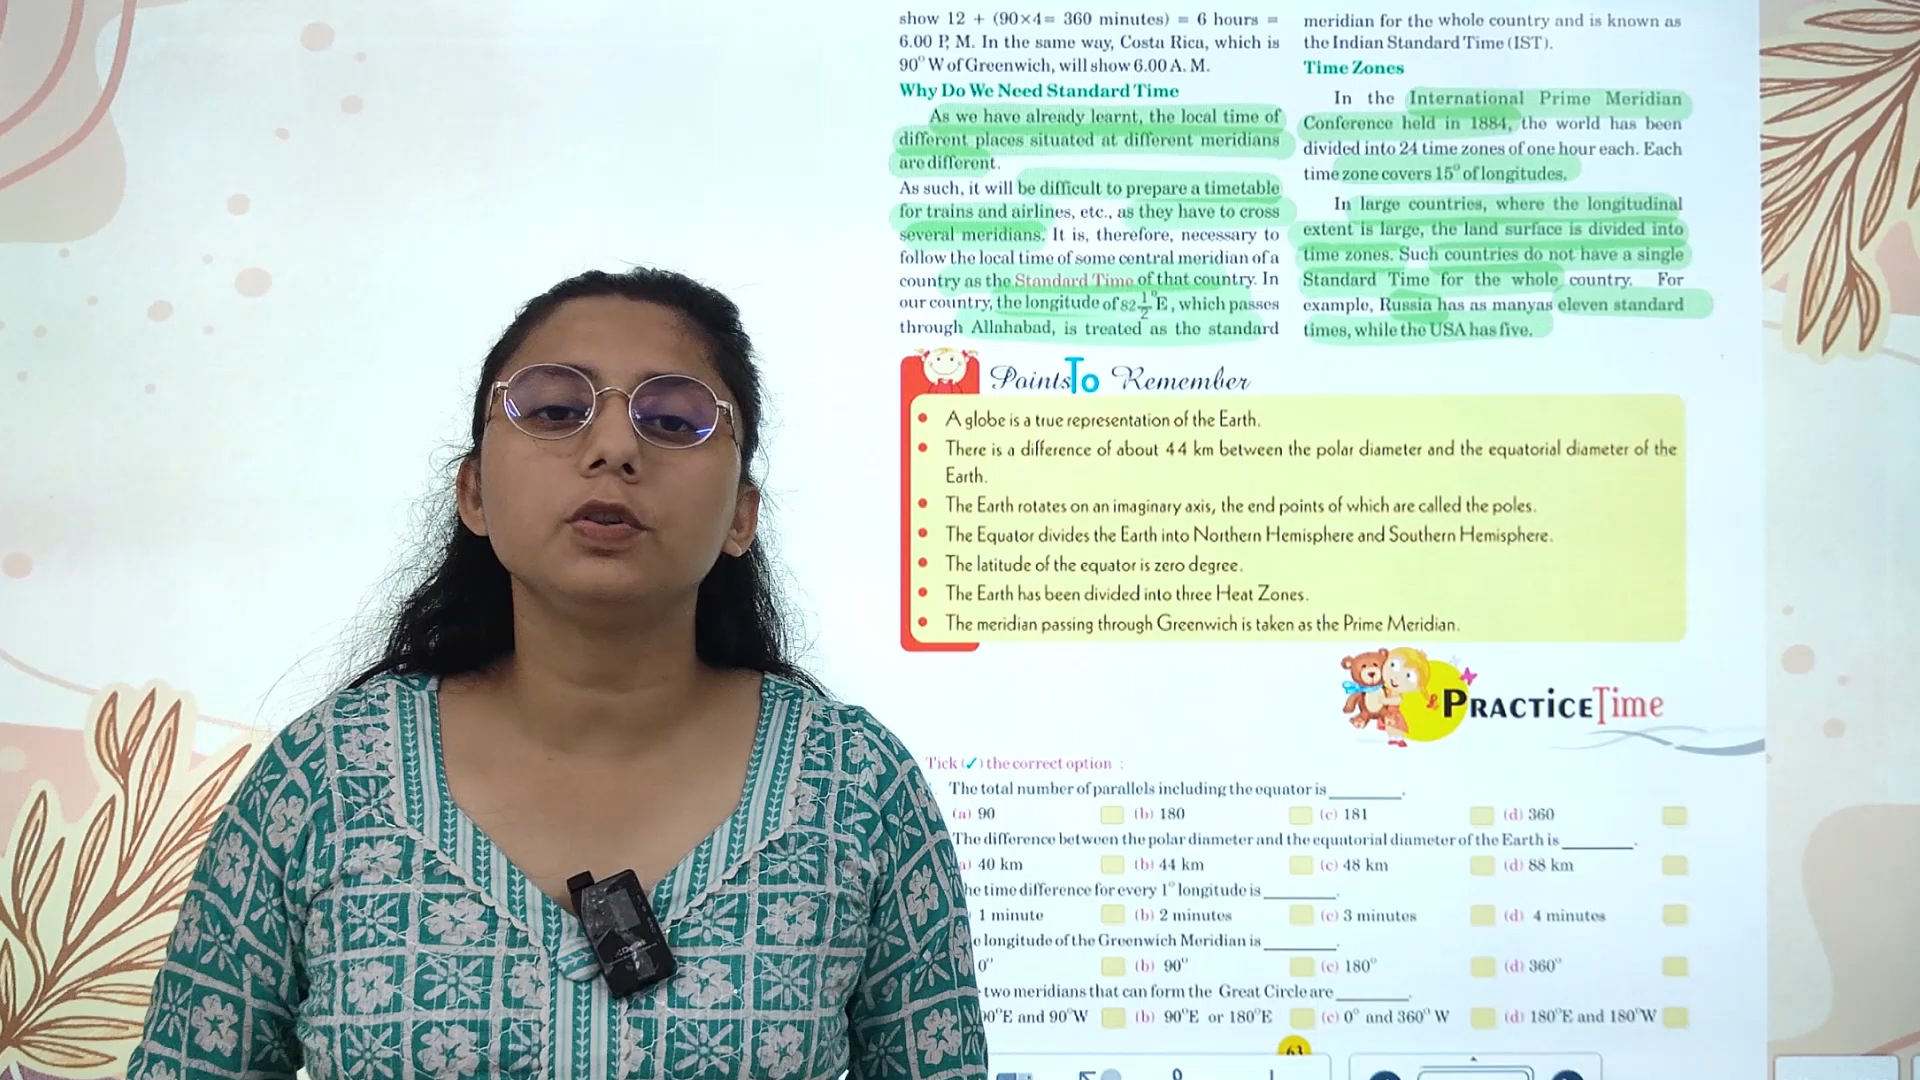 show 12 + (90×4= 360 minutes) = 6 hours =
6.00 P. M. In the same way, Costa Rica, which is
90° W of Greenwich, will show 6.00 A. M.
Why Do We Need Standard Time
As we have already learnt, the local time of
different places situated at different meridians
are different.
As such, it will be difficult to prepare a timetable
for trains and airlines, etc., as they have to cross
several meridians. It is, therefore, necessary to
follow the local time of some central meridian of a
country as the Standard Time of that country. In
our country, the longitude of 82 1/2° E, which passes
through Allahabad, is treated as the standard
meridian for the whole country and is known as
the Indian Standard Time (IST).
Time Zones
In the International Prime Meridian
Conference held in 1884, the world has been
divided into 24 time zones of one hour each. Each
time zone covers 15° of longitudes.
In large countries, where the longitudinal
extent is large, the land surface is divided into
time zones. Such countries do not have a single
Standard Time for the whole country. For
example, Russia has as manyas eleven standard
times, while the USA has five.
Points To Remember
• A globe is a true representation of the Earth.
• There is a difference of about 44 km between the polar diameter and the equatorial diameter of the
Earth.
• The Earth rotates on an imaginary axis, the end points of which are called the poles.
• The Equator divides the Earth into Northern Hemisphere and Southern Hemisphere.
• The latitude of the equator is zero degree.
• The Earth has been divided into three Heat Zones.
• The meridian passing through Greenwich is taken as the Prime Meridian.
PRACTiCE Time
Tick (✓) the correct option :
The total number of parallels including the equator is ________.
(a) 90 (b) 180 (c) 181 (d) 360
The difference between the polar diameter and the equatorial diameter of the Earth is ________.
a) 40 km (b) 44 km (c) 48 km (d) 88 km
he time difference for every 1° longitude is ________.
1 minute (b) 2 minutes (c) 3 minutes (d) 4 minutes
longitude of the Greenwich Meridian is ________.
0° (b) 90° (c) 180° (d) 360°
two meridians that can form the Great Circle are ________.
90°E and 90°W (b) 90°E or 180°E (c) 0° and 360° W (d) 180°E and 180°W
63